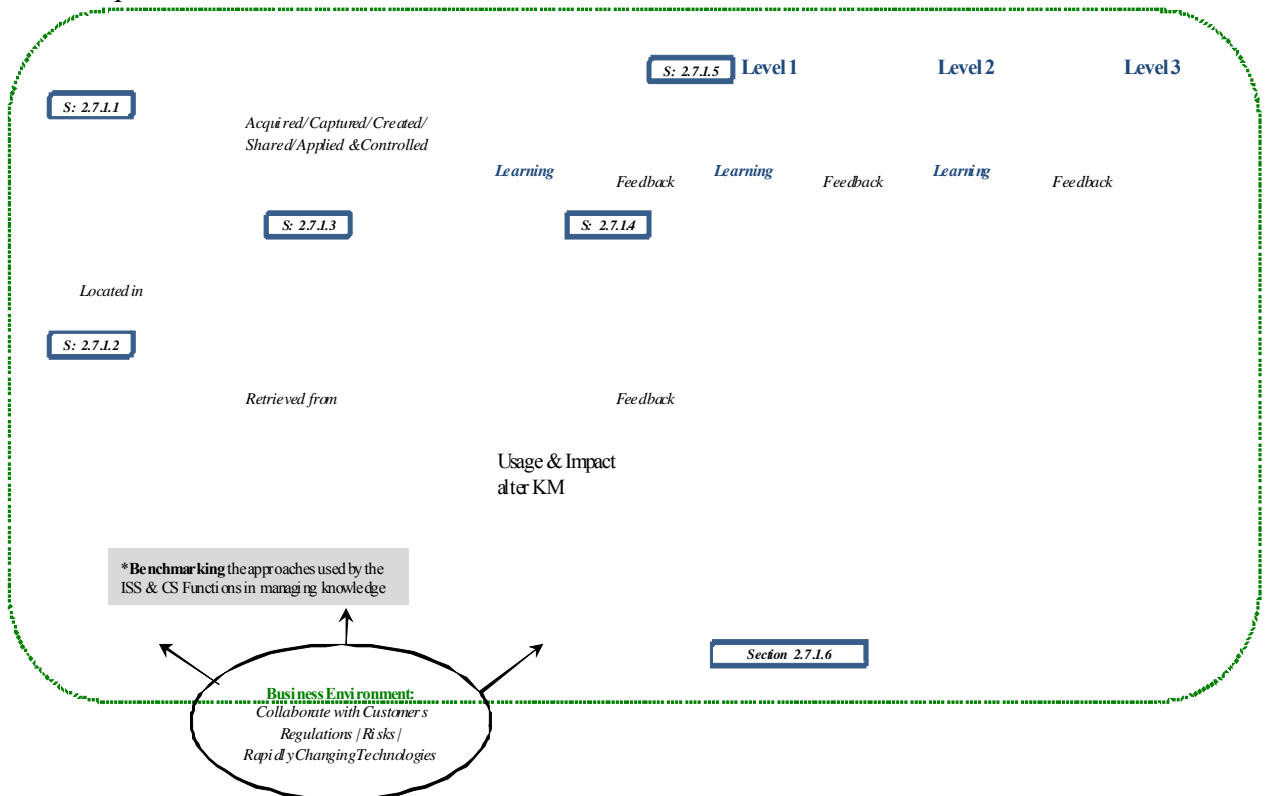 S: 2.7.1.5 Level 1 Level 2 Level 3
S: 2.7.1.1
Acquired/Captured/Created/
Shared/Applied & Controlled
Learning Feedback Learning Feedback Learning Feedback
S: 2.7.1.3 S: 2.7.1.4
Located in
S: 2.7.1.2
Retrieved from Feedback
Usage & Impact
alter KM
*Benchmarking the approaches used by the
ISS & CS Functions in managing knowledge
Section 2.7.1.6
Business Environment:
Collaborate with Customers
Regulations | Risks |
Rapidly Changing Technologies